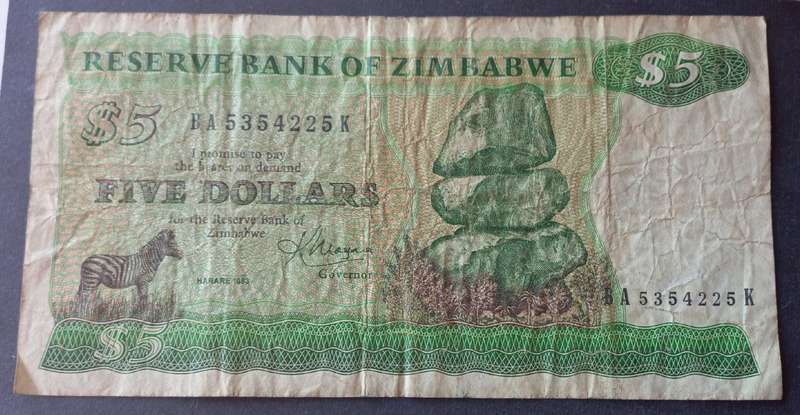 RESERVE BANK OF ZIMBABWE
$5
$5
BA 5354225 K
I promise to pay
the bearer on demand
FIVE DOLLARS
for the Reserve Bank of
Zimbabwe
Governor
HARARE 1983
BA 5354225 K
$5